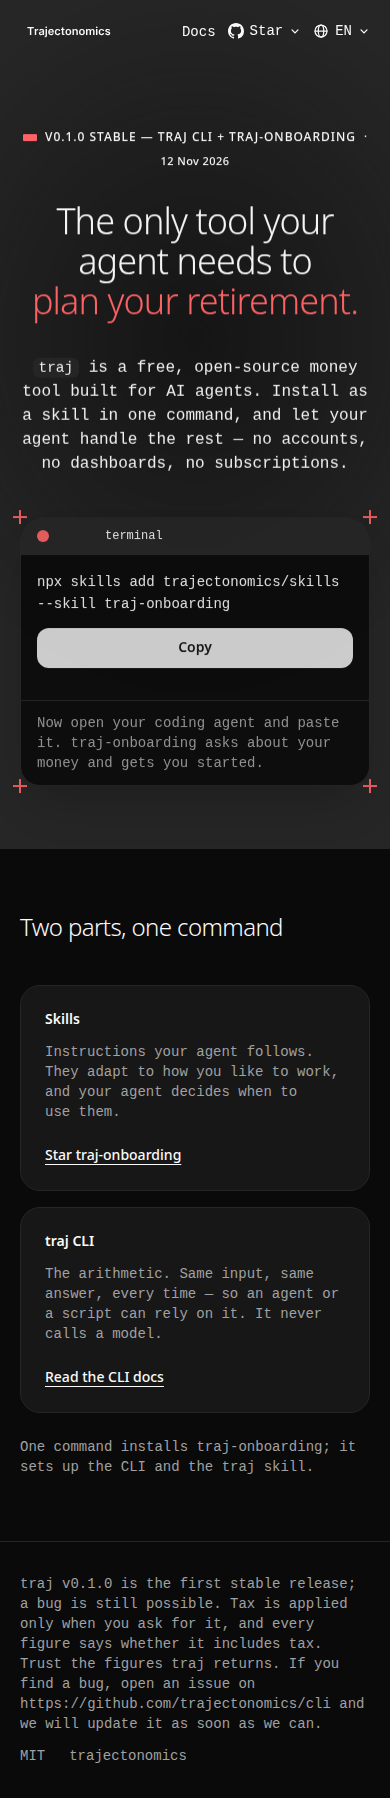 Trajectonomics Docs Star EN
V0.1.0 STABLE — TRAJ CLI + TRAJ-ONBOARDING ·
12 Nov 2026
The only tool your
agent needs to
plan your retirement.
traj is a free, open-source money
tool built for AI agents. Install as
a skill in one command, and let your
agent handle the rest — no accounts,
no dashboards, no subscriptions.
terminal
npx skills add trajectonomics/skills
--skill traj-onboarding
Copy
Now open your coding agent and paste
it. traj-onboarding asks about your
money and gets you started.
Two parts, one command
Skills
Instructions your agent follows.
They adapt to how you like to work,
and your agent decides when to
use them.
Star traj-onboarding
traj CLI
The arithmetic. Same input, same
answer, every time — so an agent or
a script can rely on it. It never
calls a model.
Read the CLI docs
One command installs traj-onboarding; it
sets up the CLI and the traj skill.
traj v0.1.0 is the first stable release;
a bug is still possible. Tax is applied
only when you ask for it, and every
figure says whether it includes tax.
Trust the figures traj returns. If you
find a bug, open an issue on
https://github.com/trajectonomics/cli and
we will update it as soon as we can.
MIT trajectonomics